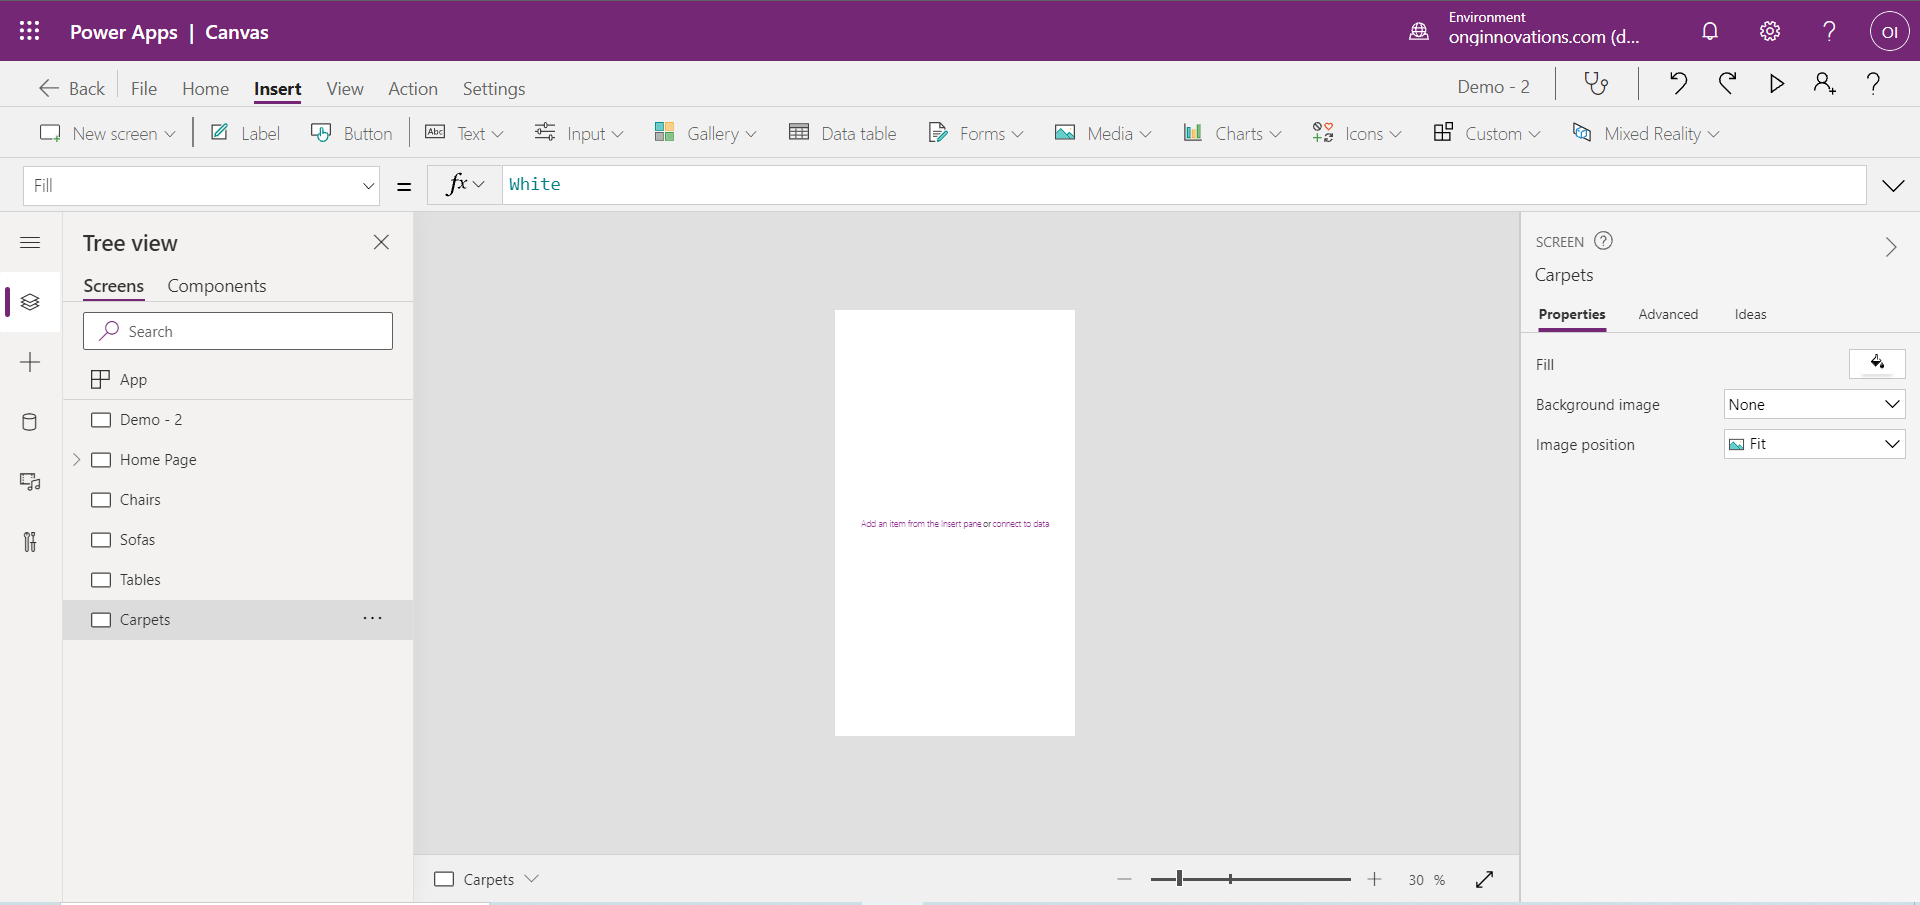 Power Apps | Canvas
Environment
onginnovations.com (d...
OI
Back
File
Home
Insert
View
Action
Settings
Demo - 2
New screen
Label
Button
Abc Text
Input
Gallery
Data table
Forms
Media
Charts
Icons
Custom
Mixed Reality
Fill
=
fx
White
Tree view
Screens
Components
Search
App
Demo - 2
Home Page
Chairs
Sofas
Tables
Carpets
Add an item from the Insert pane or connect to data
Carpets
30 %
SCREEN
Carpets
Properties
Advanced
Ideas
Fill
Background image
None
Image position
Fit